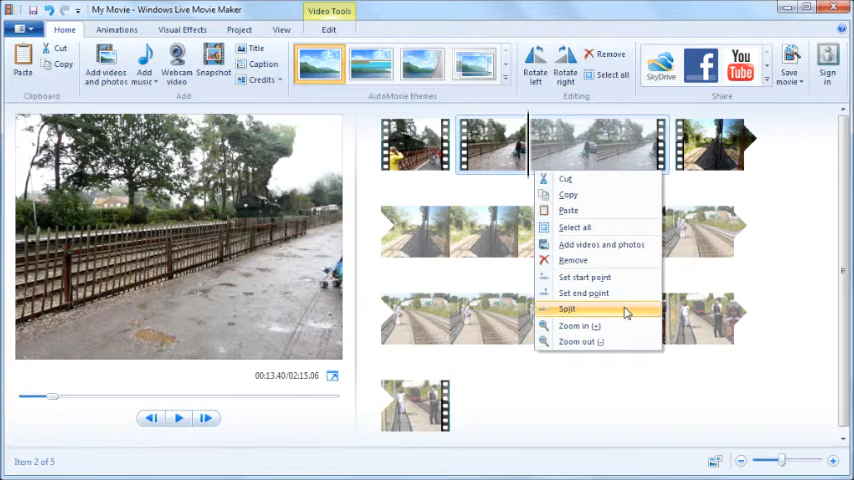 My Movie - Windows Live Movie Maker
Video Tools
Home
Animations
Visual Effects
Project
View
Edit
Paste
Cut
Copy
Clipboard
Add videos
and photos
Add
music
Webcam
video
Snapshot
Title
Caption
Credits
Add
AutoMovie themes
Rotate
left
Rotate
right
Remove
Select all
Editing
SkyDrive
f
You
Tube
Share
Save
movie
Sign
in
Cut
Copy
Paste
Select all
Add videos and photos
Remove
Set start point
Set end point
Split
Zoom in (+)
Zoom out (-)
00:13.40/02:15.06
Item 2 of 5